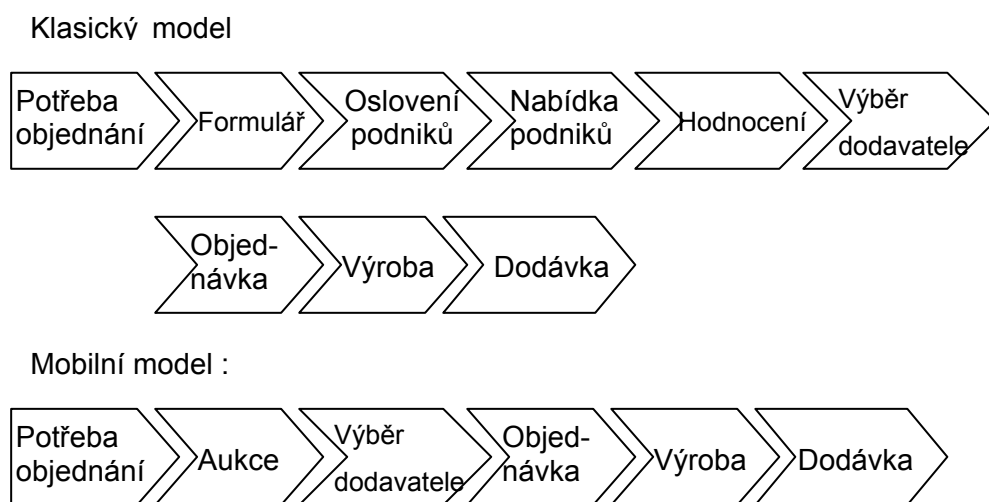 Klasický model
Potřeba
objednání
Formulář
Oslovení
podniků
Nabídka
podniků
Hodnocení
Výběr
dodavatele
Objed-
návka
Výroba
Dodávka
Mobilní model :
Potřeba
objednání
Aukce
Výběr
dodavatele
Objed-
návka
Výroba
Dodávka